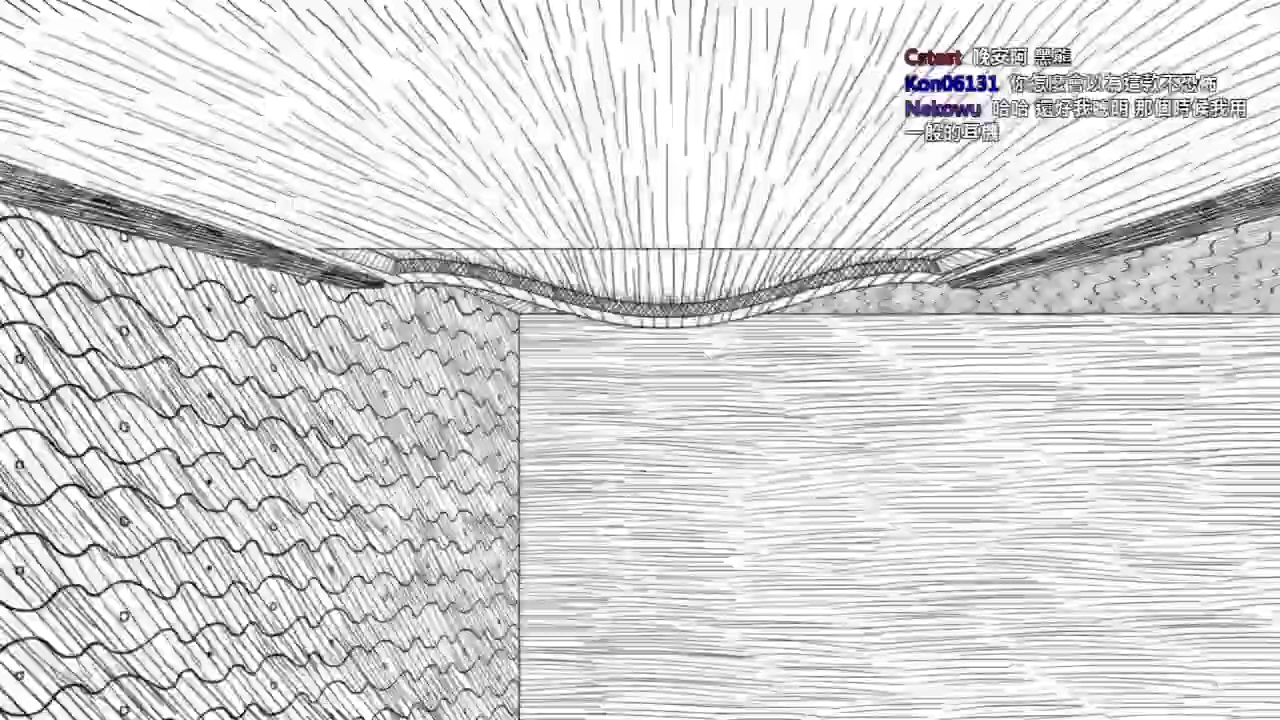 Cstest 晚安阿 黑龍
Kon06131 你怎麼會以為這款不恐怖
Nekowu 哈哈 還好我聰明 那個時候我用
一般的耳機